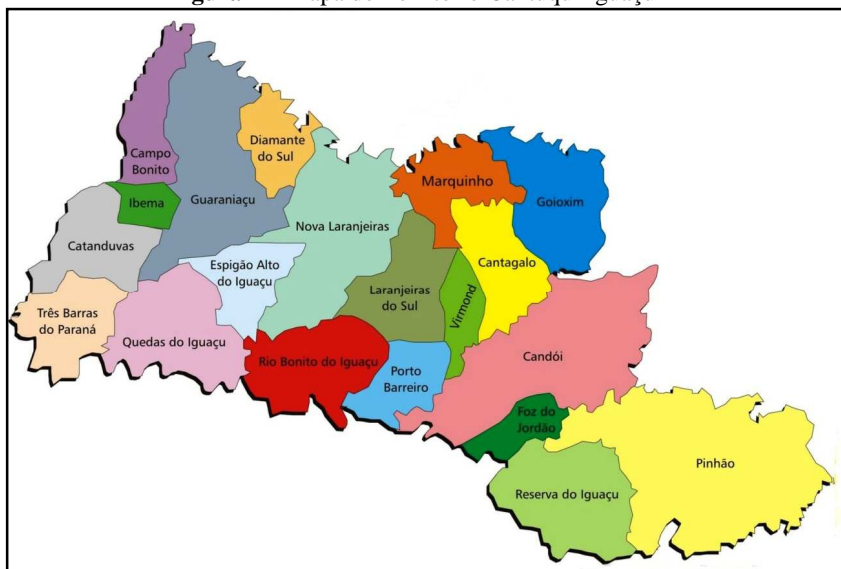 Campo
Bonito
Diamante
do Sul
Ibema
Guaraniaçu
Marquinho
Goioxim
Catanduvas
Nova Laranjeiras
Espigão Alto
do Iguaçu
Cantagalo
Laranjeiras
do Sul
Virmond
Três Barras
do Paraná
Quedas do Iguaçu
Rio Bonito do Iguaçu
Porto
Barreiro
Candói
Foz do
Jordão
Pinhão
Reserva do Iguaçu